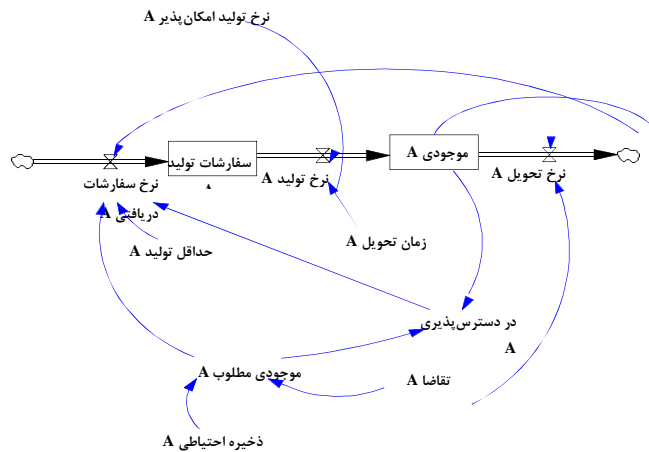 نرخ تولید امکان‌پذیر A
سفارشات تولید
A
موجودی A
نرخ سفارشات
دریافتی A
نرخ تولید A
نرخ تحویل A
حداقل تولید A
زمان تحویل A
در دسترس‌پذیری
A
موجودی مطلوب A
تقاضا A
ذخیره احتیاطی A